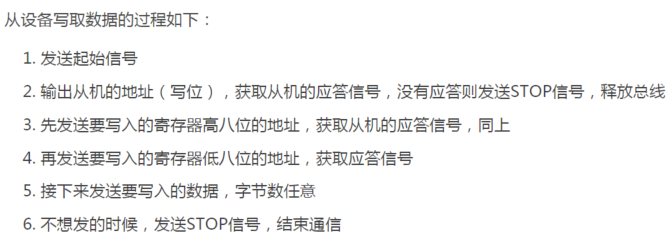 从设备写取数据的过程如下：
1. 发送起始信号
2. 输出从机的地址（写位），获取从机的应答信号，没有应答则发送STOP信号，释放总线
3. 先发送要写入的寄存器高八位的地址，获取从机的应答信号，同上
4. 再发送要写入的寄存器低八位的地址，获取应答信号
5. 接下来发送要写入的数据，字节数任意
6. 不想发的时候，发送STOP信号，结束通信